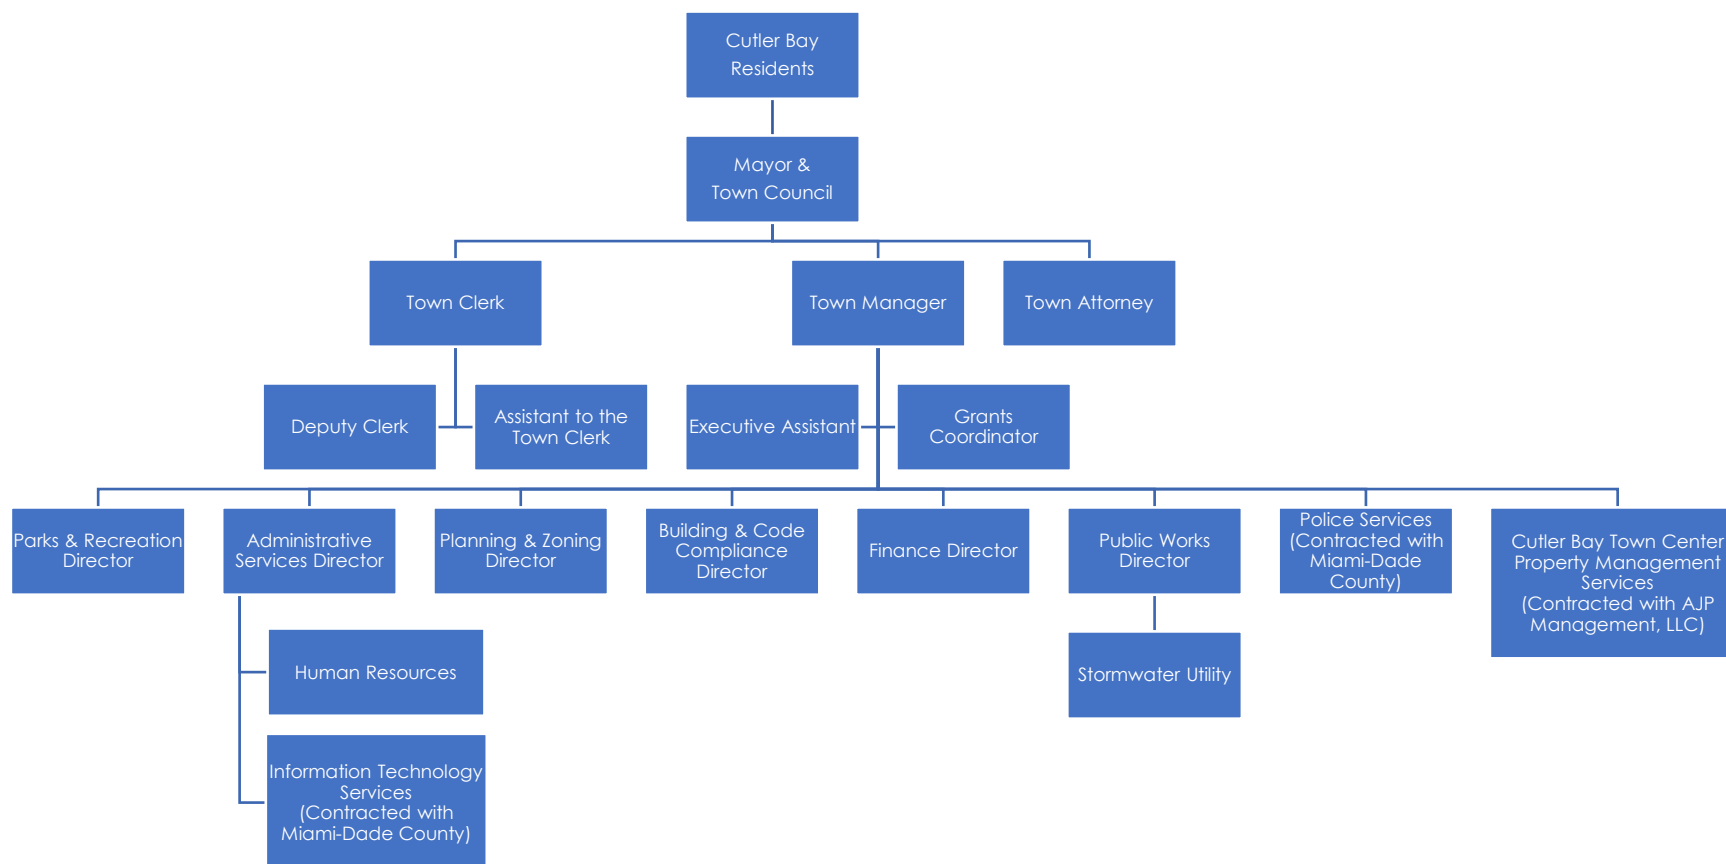 Cutler Bay
Residents
Mayor &
Town Council
Town Clerk
Town Manager
Town Attorney
Deputy Clerk
Assistant to the
Town Clerk
Executive Assistant
Grants
Coordinator
Parks & Recreation
Director
Administrative
Services Director
Planning & Zoning
Director
Building & Code
Compliance
Director
Finance Director
Public Works
Director
Police Services
(Contracted with
Miami-Dade
County)
Cutler Bay Town Center
Property Management
Services
(Contracted with AJP
Management, LLC)
Human Resources
Stormwater Utility
Information Technology
Services
(Contracted with
Miami-Dade County)